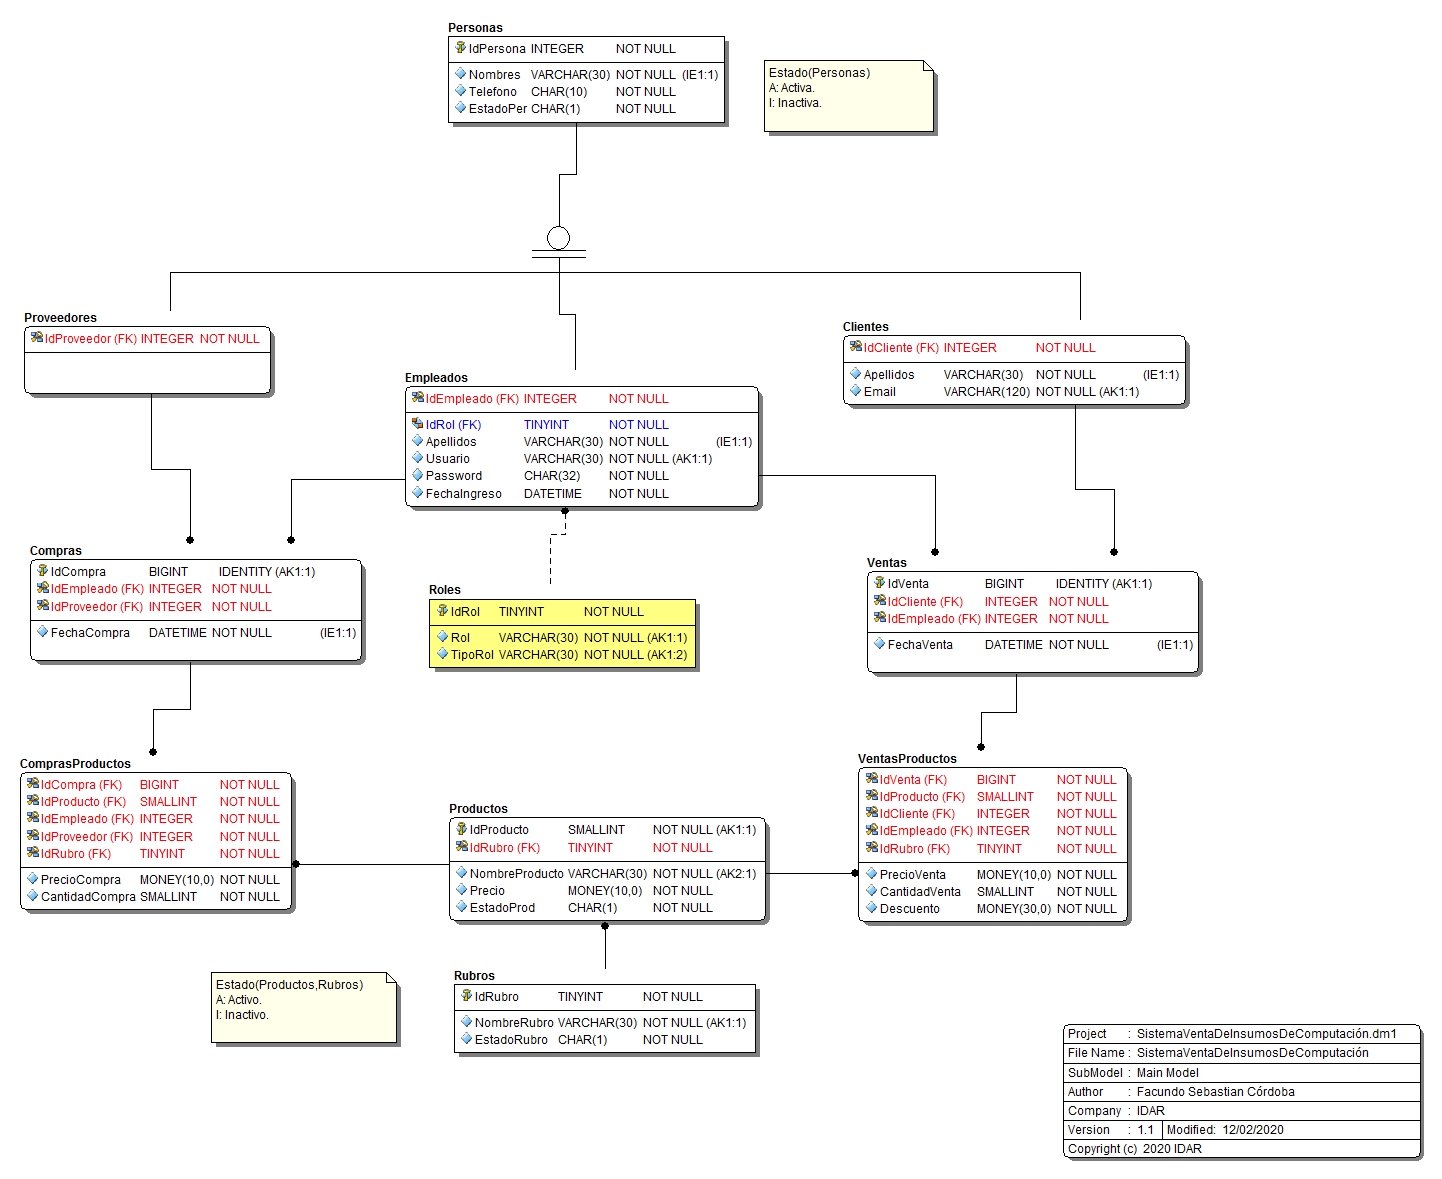 Personas
IdPersona INTEGER NOT NULL
Nombres VARCHAR(30) NOT NULL (IE1:1)
Telefono CHAR(10) NOT NULL
EstadoPer CHAR(1) NOT NULL
Estado(Personas)
A: Activa.
I: Inactiva.
Proveedores
IdProveedor (FK) INTEGER NOT NULL
Clientes
IdCliente (FK) INTEGER NOT NULL
Apellidos VARCHAR(30) NOT NULL (IE1:1)
Email VARCHAR(120) NOT NULL (AK1:1)
Empleados
IdEmpleado (FK) INTEGER NOT NULL
IdRol (FK) TINYINT NOT NULL
Apellidos VARCHAR(30) NOT NULL (IE1:1)
Usuario VARCHAR(30) NOT NULL (AK1:1)
Password CHAR(32) NOT NULL
FechaIngreso DATETIME NOT NULL
Compras
IdCompra BIGINT IDENTITY (AK1:1)
IdEmpleado (FK) INTEGER NOT NULL
IdProveedor (FK) INTEGER NOT NULL
FechaCompra DATETIME NOT NULL (IE1:1)
Roles
IdRol TINYINT NOT NULL
Rol VARCHAR(30) NOT NULL (AK1:1)
TipoRol VARCHAR(30) NOT NULL (AK1:2)
Ventas
IdVenta BIGINT IDENTITY (AK1:1)
IdCliente (FK) INTEGER NOT NULL
IdEmpleado (FK) INTEGER NOT NULL
FechaVenta DATETIME NOT NULL (IE1:1)
ComprasProductos
IdCompra (FK) BIGINT NOT NULL
IdProducto (FK) SMALLINT NOT NULL
IdEmpleado (FK) INTEGER NOT NULL
IdProveedor (FK) INTEGER NOT NULL
IdRubro (FK) TINYINT NOT NULL
PrecioCompra MONEY(10,0) NOT NULL
CantidadCompra SMALLINT NOT NULL
Productos
IdProducto SMALLINT NOT NULL (AK1:1)
IdRubro (FK) TINYINT NOT NULL
NombreProducto VARCHAR(30) NOT NULL (AK2:1)
Precio MONEY(10,0) NOT NULL
EstadoProd CHAR(1) NOT NULL
VentasProductos
IdVenta (FK) BIGINT NOT NULL
IdProducto (FK) SMALLINT NOT NULL
IdCliente (FK) INTEGER NOT NULL
IdEmpleado (FK) INTEGER NOT NULL
IdRubro (FK) TINYINT NOT NULL
PrecioVenta MONEY(10,0) NOT NULL
CantidadVenta SMALLINT NOT NULL
Descuento MONEY(30,0) NOT NULL
Estado(Productos,Rubros)
A: Activo.
I: Inactivo.
Rubros
IdRubro TINYINT NOT NULL
NombreRubro VARCHAR(30) NOT NULL (AK1:1)
EstadoRubro CHAR(1) NOT NULL
Project : SistemaVentaDeInsumosDeComputación.dm1
File Name : SistemaVentaDeInsumosDeComputación
SubModel : Main Model
Author : Facundo Sebastian Córdoba
Company : IDAR
Version : 1.1 Modified: 12/02/2020
Copyright (c) 2020 IDAR